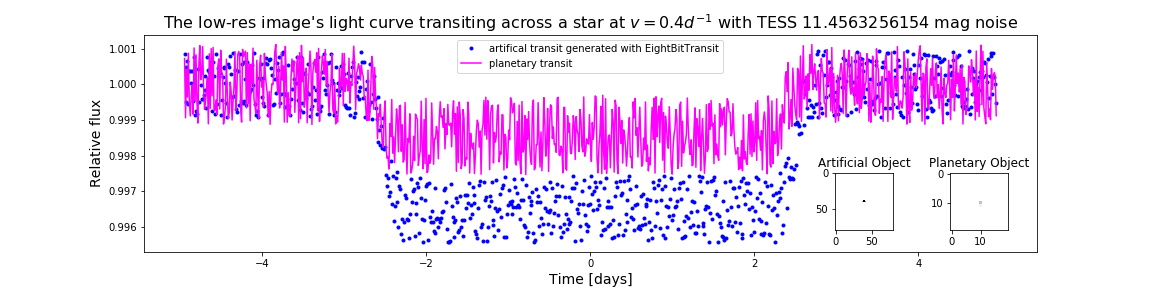 The low-res image's light curve transiting across a star at v = 0.4d⁻¹ with TESS 11.4563256154 mag noise
artifical transit generated with EightBitTransit
planetary transit
Relative flux
1.001
1.000
0.999
0.998
0.997
0.996
Artificial Object
0
50
0 50
Planetary Object
0
10
0 10
−4 −2 0 2 4
Time [days]